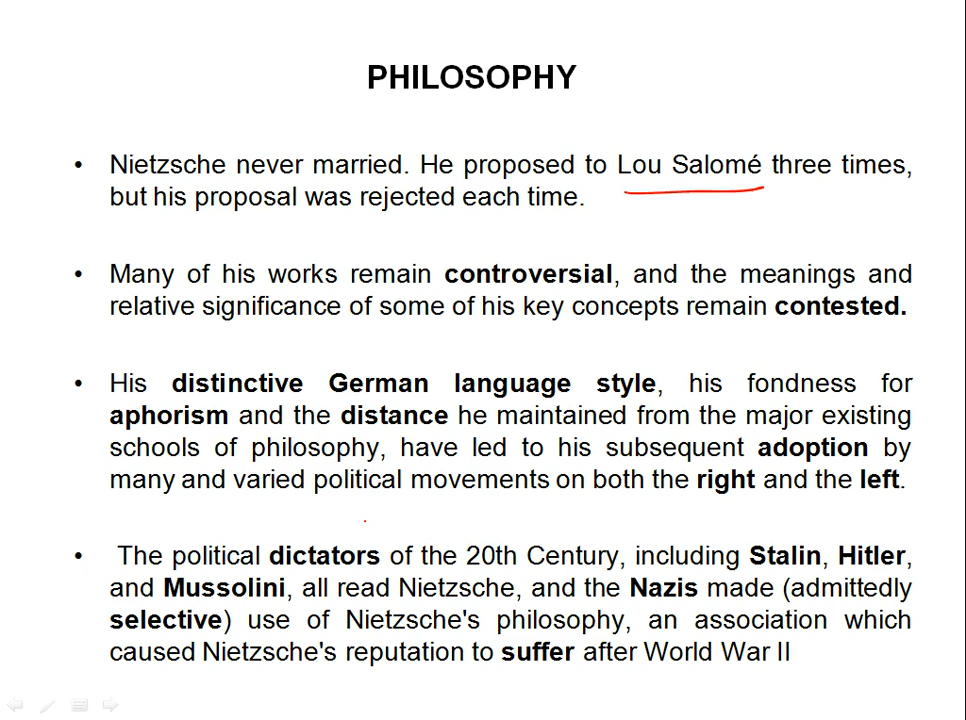 PHILOSOPHY
• Nietzsche never married. He proposed to Lou Salomé three times,
but his proposal was rejected each time.
• Many of his works remain controversial, and the meanings and
relative significance of some of his key concepts remain contested.
• His distinctive German language style, his fondness for
aphorism and the distance he maintained from the major existing
schools of philosophy, have led to his subsequent adoption by
many and varied political movements on both the right and the left.
• The political dictators of the 20th Century, including Stalin, Hitler,
and Mussolini, all read Nietzsche, and the Nazis made (admittedly
selective) use of Nietzsche's philosophy, an association which
caused Nietzsche's reputation to suffer after World War II